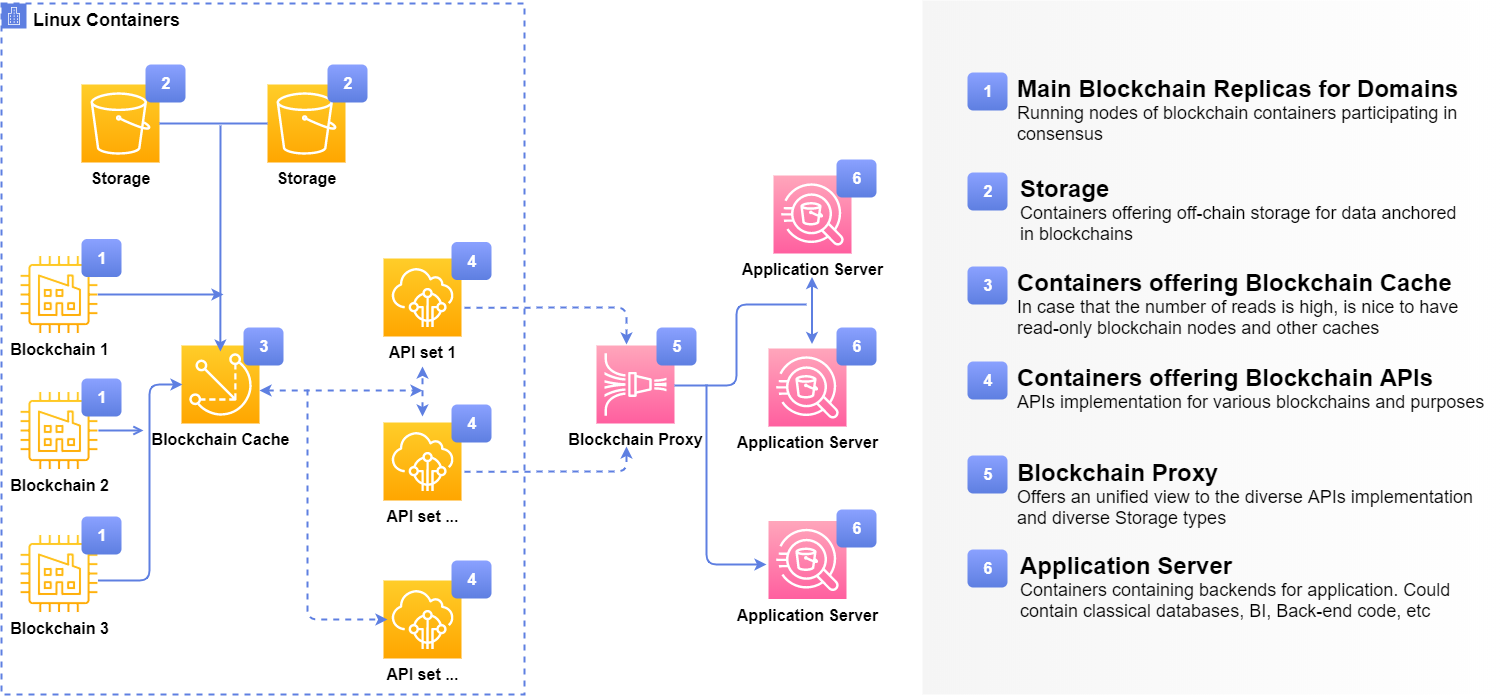 Linux Containers
2
2
Storage
Storage
1
Blockchain 1
1
Blockchain 2
1
Blockchain 3
3
Blockchain Cache
4
API set 1
4
API set ...
4
API set ...
5
Blockchain Proxy
6
Application Server
6
Application Server
6
Application Server
1
Main Blockchain Replicas for Domains
Running nodes of blockchain containers participating in
consensus
2
Storage
Containers offering off-chain storage for data anchored
in blockchains
3
Containers offering Blockchain Cache
In case that the number of reads is high, is nice to have
read-only blockchain nodes and other caches
4
Containers offering Blockchain APIs
APIs implementation for various blockchains and purposes
5
Blockchain Proxy
Offers an unified view to the diverse APIs implementation
and diverse Storage types
6
Application Server
Containers containing backends for application. Could
contain classical databases, BI, Back-end code, etc